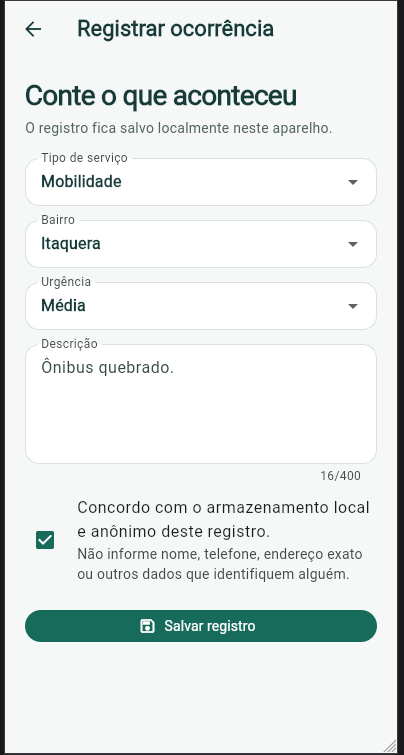 Registrar ocorrência
Conte o que aconteceu
O registro fica salvo localmente neste aparelho.
Tipo de serviço
Mobilidade
Bairro
Itaquera
Urgência
Média
Descrição
Ônibus quebrado.
16/400
Concordo com o armazenamento local
e anônimo deste registro.
Não informe nome, telefone, endereço exato
ou outros dados que identifiquem alguém.
Salvar registro